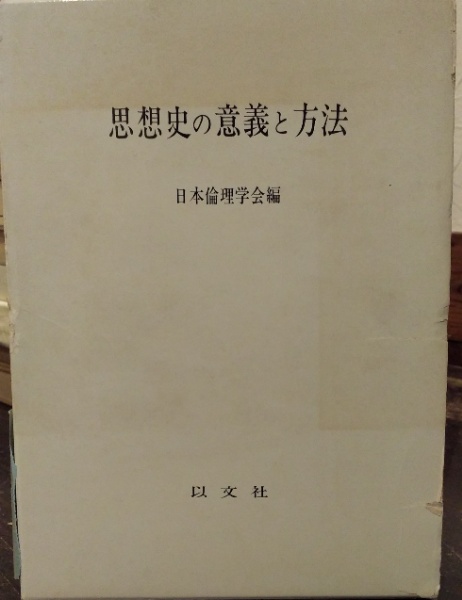 思想史の意義と方法
日本倫理学会編
以文社